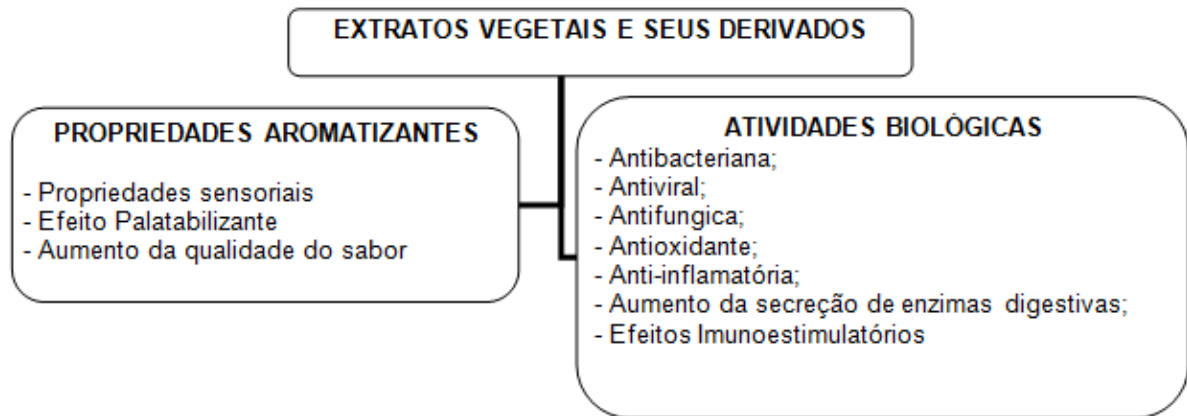 EXTRATOS VEGETAIS E SEUS DERIVADOS
PROPRIEDADES AROMATIZANTES
- Propriedades sensoriais
- Efeito Palatabilizante
- Aumento da qualidade do sabor
ATIVIDADES BIOLÓGICAS
- Antibacteriana;
- Antiviral;
- Antifungica;
- Antioxidante;
- Anti-inflamatória;
- Aumento da secreção de enzimas digestivas;
- Efeitos Imunoestimulatórios